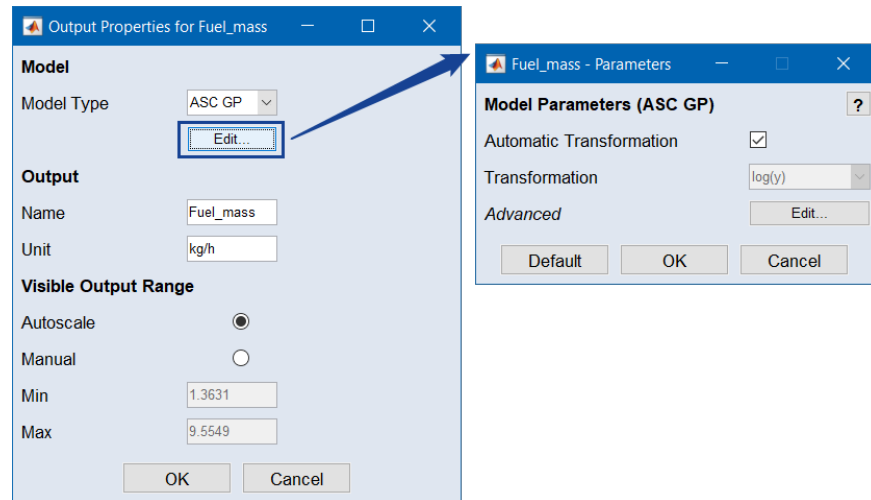 Output Properties for Fuel_mass
Model
Model Type ASC GP
Edit...
Output
Name Fuel_mass
Unit kg/h
Visible Output Range
Autoscale
Manual
Min 1.3631
Max 9.5549
OK Cancel
Fuel_mass - Parameters
Model Parameters (ASC GP) ?
Automatic Transformation
Transformation log(y)
Advanced Edit...
Default OK Cancel